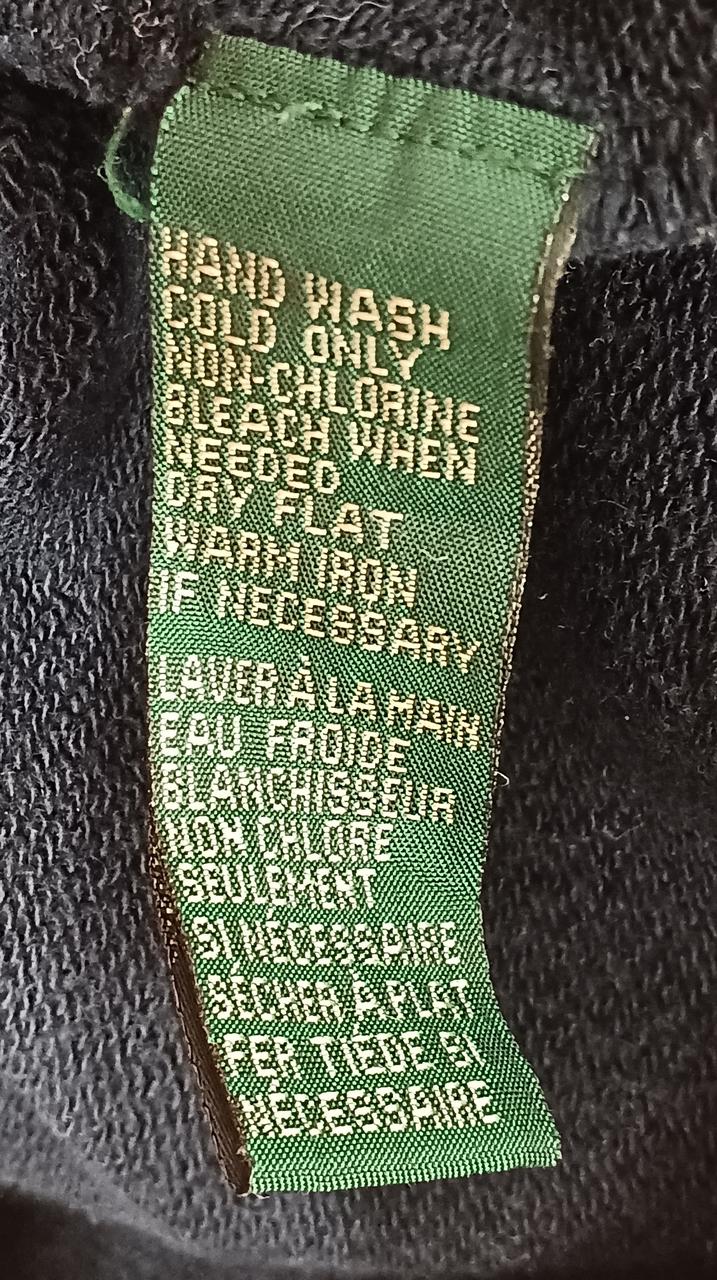 HAND WASH
COLD ONLY
NON-CHLORINE
BLEACH WHEN
NEEDED
DRY FLAT
WARM IRON
IF NECESSARY
LAVER À LA MAIN
EAU FROIDE
BLANCHISSEUR
NON CHLORE
SEULEMENT
SI NÉCESSAIRE
SÉCHER À PLAT
FER TIEDE SI
NÉCESSAIRE